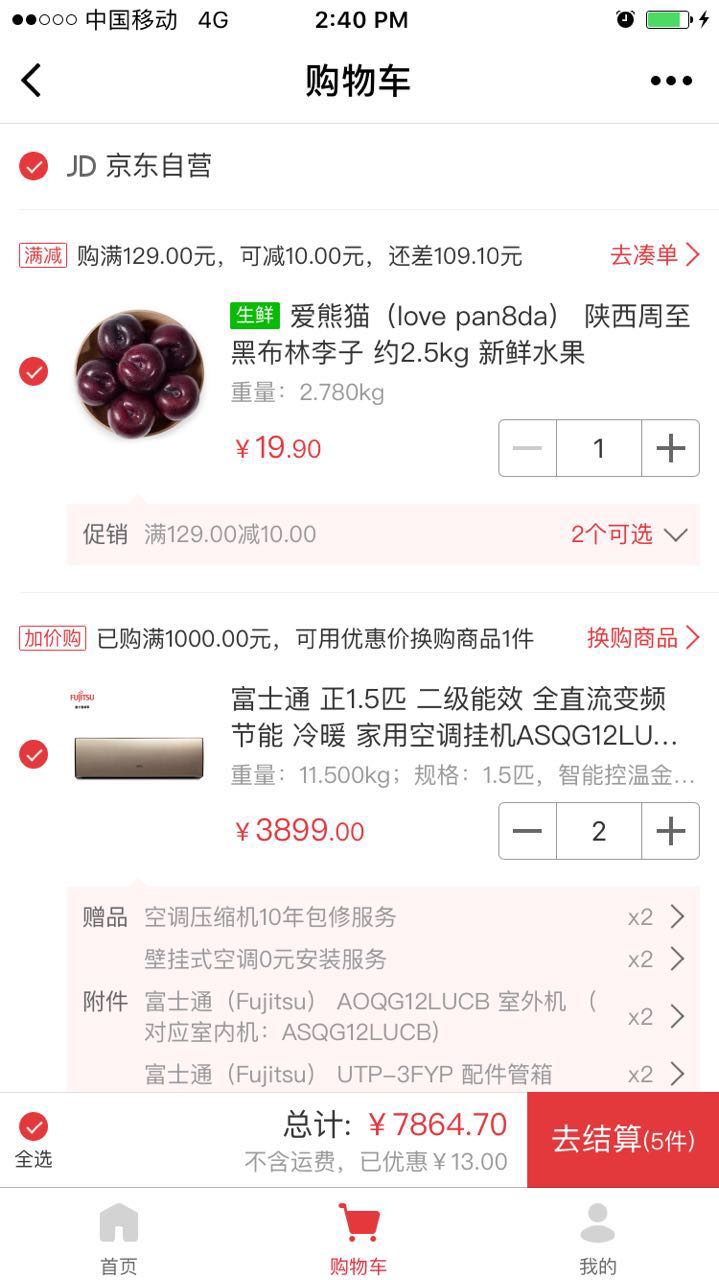 中国移动 4G 2:40 PM
购物车
JD 京东自营
满减 购满129.00元，可减10.00元，还差109.10元 去凑单
生鲜 爱熊猫（love pan8da） 陕西周至
黑布林李子 约2.5kg 新鲜水果
重量：2.780kg
¥19.90 1
促销 满129.00减10.00 2个可选
加价购 已购满1000.00元，可用优惠价换购商品1件 换购商品
FUJITSU
富士通 正1.5匹 二级能效 全直流变频
节能 冷暖 家用空调挂机ASQG12LU...
重量：11.500kg；规格：1.5匹，智能控温金...
¥3899.00 2
赠品 空调压缩机10年包修服务 x2
壁挂式空调0元安装服务 x2
附件 富士通（Fujitsu） AOQG12LUCB 室外机 （
对应室内机：ASQG12LUCB） x2
富士通（Fujitsu） UTP-3FYP 配件管箱 x2
总计：¥7864.70
不含运费，已优惠¥13.00
去结算(5件)
全选
首页 购物车 我的